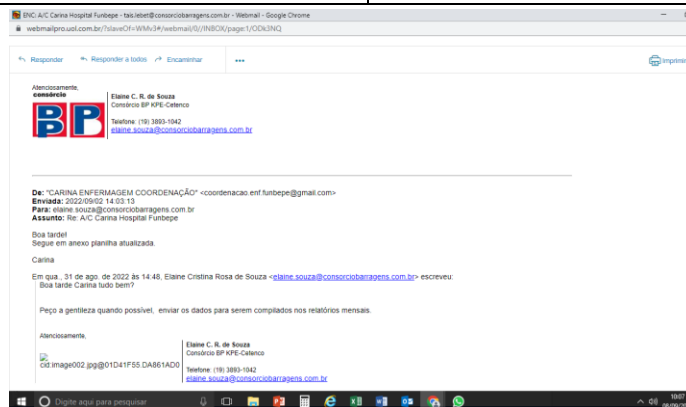 ENC: A/C Carina Hospital Funbepe - tais.lebet@consorciobarragens.com.br - Webmail - Google Chrome
webmailpro.uol.com.br/?slaveOf=WMv3#/webmail/0//INBOX/page:1/ODk3NQ
Responder Responder a todos Encaminhar ...
Imprimir
Atenciosamente,
consórcio
BP
Elaine C. R. de Souza
Consórcio BP KPE-Cetenco
Telefone: (19) 3893-1042
elaine.souza@consorciobarragens.com.br
De: "CARINA ENFERMAGEM COORDENAÇÃO" <coordenacao.enf.funbepe@gmail.com>
Enviada: 2022/09/02 14:03:13
Para: elaine.souza@consorciobarragens.com.br
Assunto: Re: A/C Carina Hospital Funbepe
Boa tarde!
Segue em anexo planilha atualizada.
Carina
Em qua., 31 de ago. de 2022 às 14:48, Elaine Cristina Rosa de Souza <elaine.souza@consorciobarragens.com.br> escreveu:
Boa tarde Carina tudo bem?
Peço a gentileza quando possível, enviar os dados para serem compilados nos relatórios mensais.
Atenciosamente,
cid:image002.jpg@01D41F55.DA861AD0
Elaine C. R. de Souza
Consórcio BP KPE-Cetenco
Telefone: (19) 3893-1042
elaine.souza@consorciobarragens.com.br
Digite aqui para pesquisar
10:07